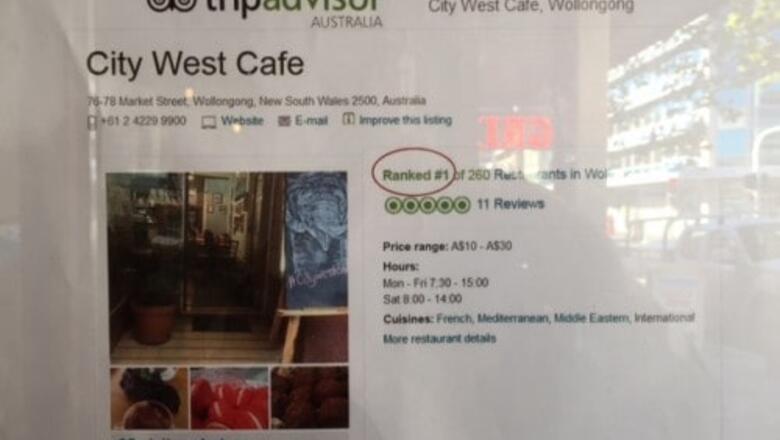 tripadvisor
AUSTRALIA
City West Cafe, Wollongong
City West Cafe
76-78 Market Street, Wollongong, New South Wales 2500, Australia
+61 2 4229 9900 Website E-mail Improve this listing
Ranked #1 of 260 Restaurants in
11 Reviews
Price range: A$10 - A$30
Hours:
Mon - Fri 7:30 - 15:00
Sat 8:00 - 14:00
Cuisines: French, Mediterranean, Middle Eastern, International
More restaurant details